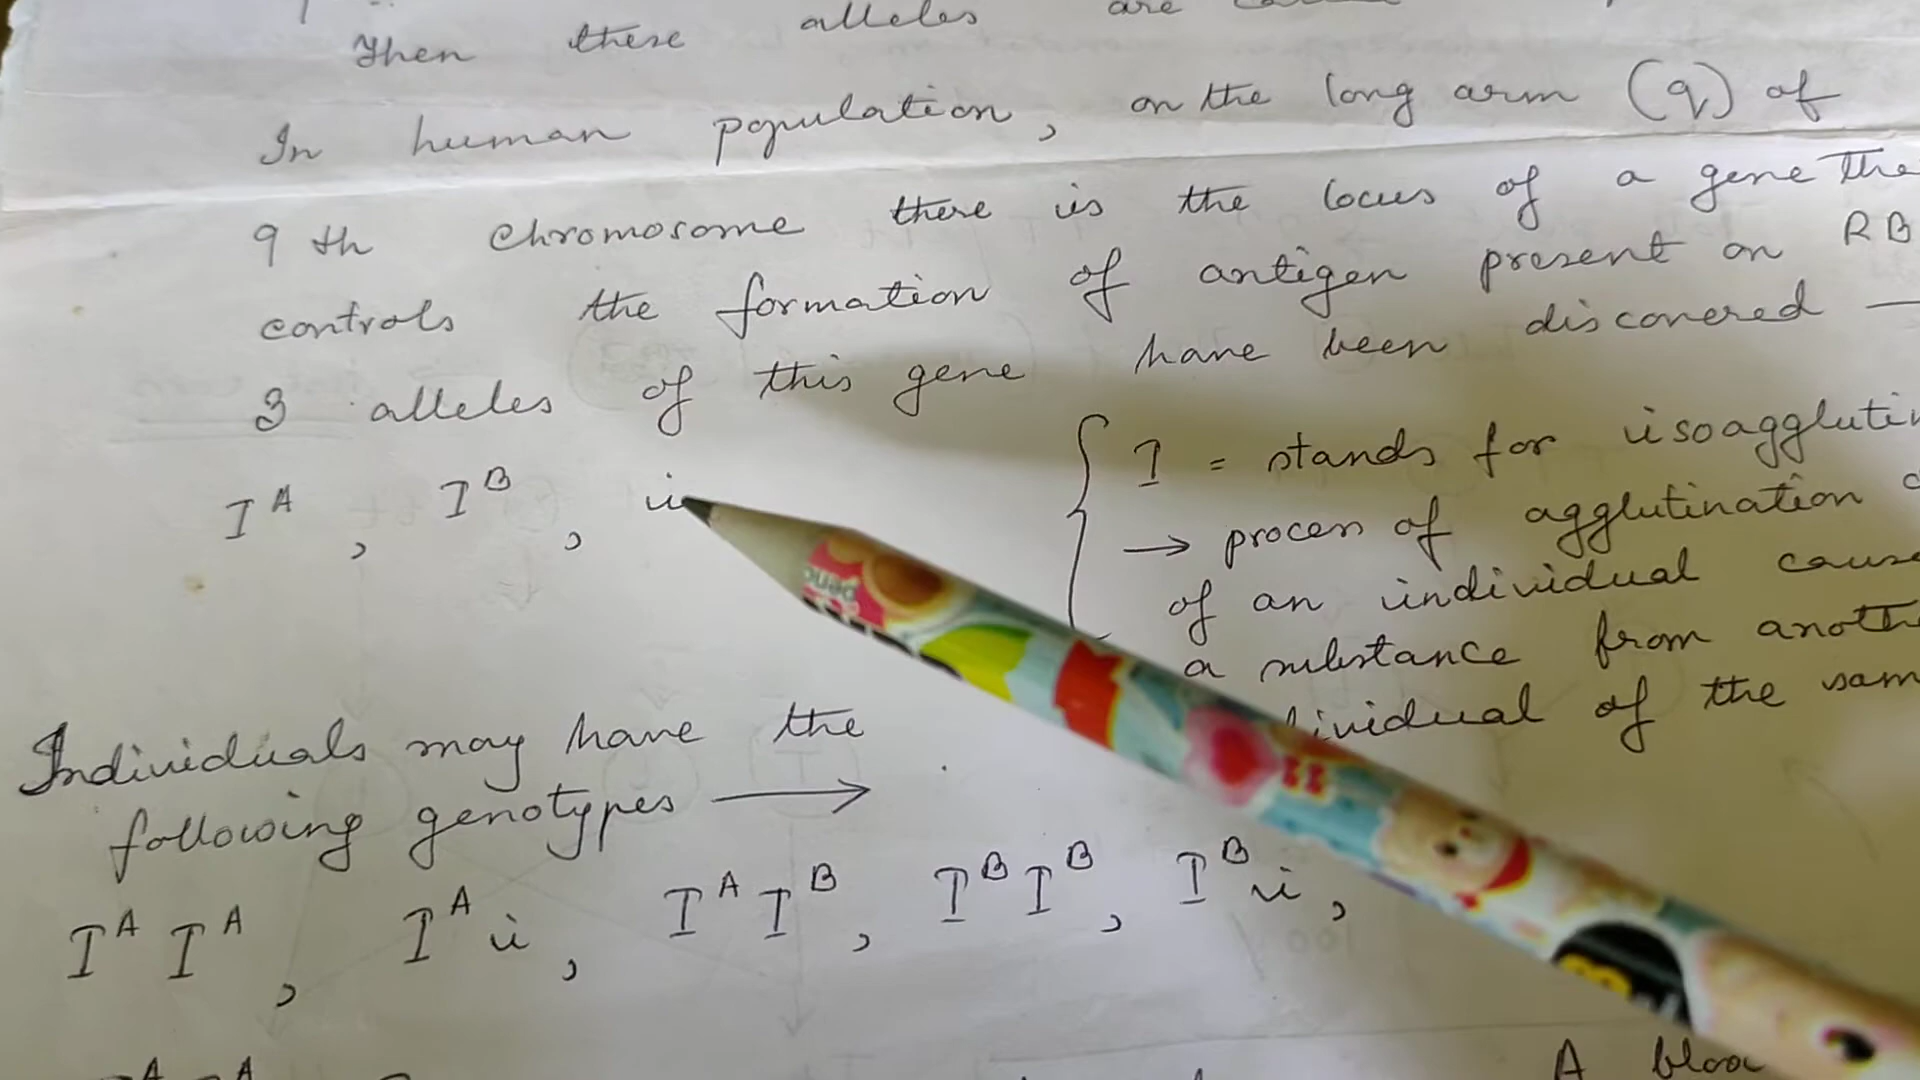 Then these alleles are
In human population, on the long arm (q) of
9 th chromosome there is the locus of a gene
controls the formation of antigen present on RB
3 alleles of this gene have been discovered —
I^A, I^B, i
{ I = stands for isoaggluti
→ process of agglutination
of an individual cause
a substance from anoth
ividual of the sam
Individuals may have the
following genotypes →
I^A I^A, I^A i, I^A I^B, I^B I^B, I^B i,
A A
A bloo